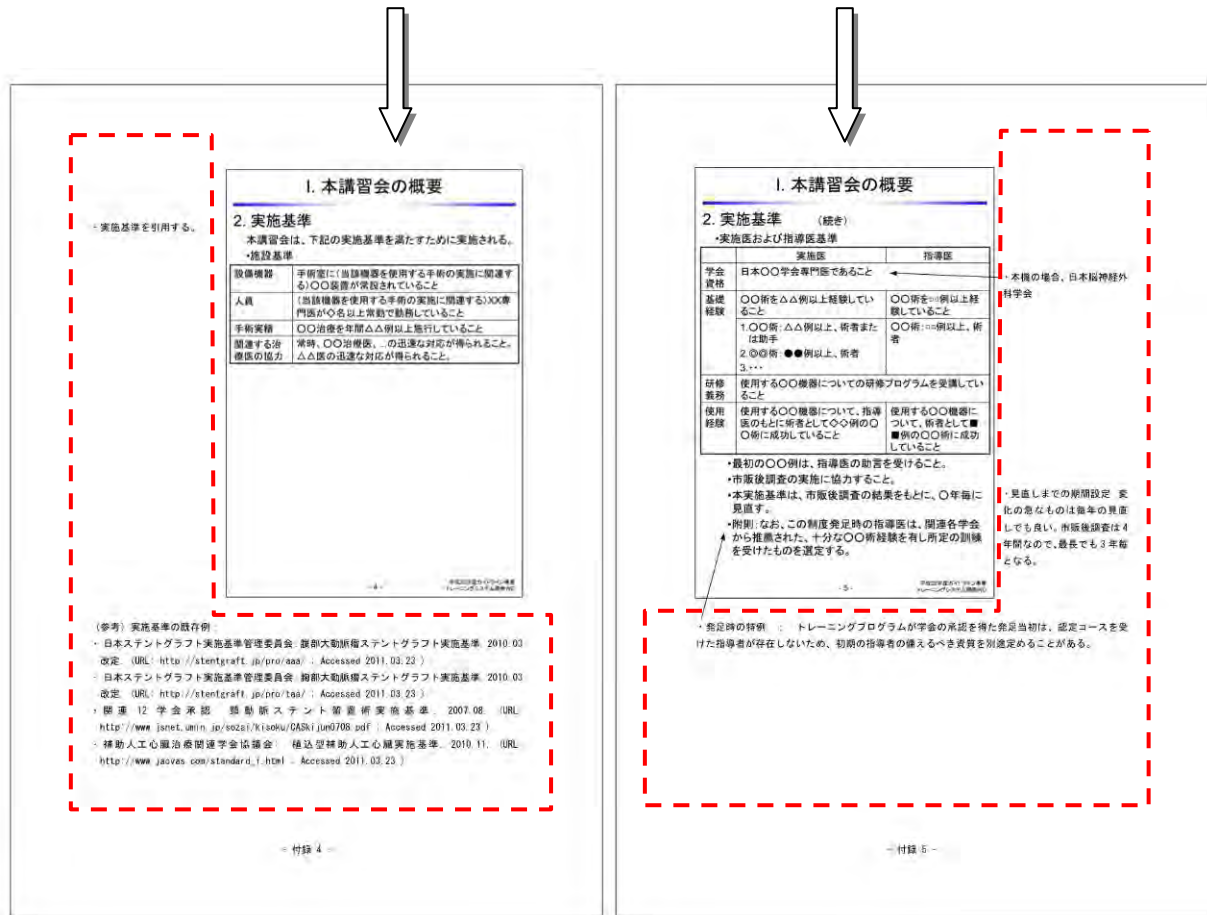 ・実施基準を引用する。
I. 本講習会の概要
2. 実施基準
本講習会は、下記の実施基準を満たすために実施される。
・施設基準
設備機器 手術室に(当該機器を使用する手術の実施に関連す
る)〇〇装置が常設されていること
人員 (当該機器を使用する手術の実施に関連する)XX専
門医が◇名以上常勤で勤務していること
手術実績 〇〇治療を年間△△例以上施行していること
関連する治 常時、〇〇治療医、…の迅速な対応が得られること。
療医の協力 △△医の迅速な対応が得られること。
- 4 -
(参考) 実施基準の既存例:
・ 日本ステントグラフト実施基準管理委員会 腹部大動脈瘤ステントグラフト実施基準. 2010.03
改定. (URL: http://stentgraft.jp/pro/aaa/ : Accessed 2011.03.23 )
・ 日本ステントグラフト実施基準管理委員会 胸部大動脈瘤ステントグラフト実施基準. 2010.03
改定. (URL: http://stentgraft.jp/pro/taa/ : Accessed 2011.03.23 )
・ 関連 12 学会承認 頸動脈ステント留置術実施基準. 2007.08. (URL:
http://www.jsnet.umin.jp/sozai/kisoku/CASkijun0708.pdf : Accessed 2011.03.23 )
・ 補助人工心臓治療関連学会協議会 植込型補助人工心臓実施基準. 2010.11. (URL:
http://www.jacvas.com/standard_i.html : Accessed 2011.03.23 )
- 付録 4 -
I. 本講習会の概要
2. 実施基準 (続き)
・実施医および指導医基準
実施医 指導医
学会 日本〇〇学会専門医であること
資格
基礎 〇〇術を△△例以上経験してい 〇〇術を□□例以上経
経験 ること 験していること
1.〇〇術:△△例以上、術者また 〇〇術:□□例以上、術
は助手 者
2.◎◎術:●●例以上、術者
3.・・・
研修 使用する〇〇機器についての研修プログラムを受講してい
義務 ること
使用 使用する〇〇機器について、指導 使用する〇〇機器に
経験 医のもとに術者として◇◇例の〇 ついて、術者として■
〇術に成功していること ■例の〇〇術に成功
していること
・最初の〇〇例は、指導医の助言を受けること。
・市販後調査の実施に協力すること。
・本実施基準は、市販後調査の結果をもとに、〇年毎に
見直す。
・附則:なお、この制度発足時の指導医は、関連各学会
から推薦された、十分な〇〇術経験を有し所定の訓練
を受けたものを選定する。
- 5 -
・本機の場合、日本脳神経外
科学会
・見直しまでの期間設定 変
化の急なものは毎年の見直
しでも良い。市販後調査は4
年間なので、最長でも3年毎
となる。
・発足時の特例 : トレーニングプログラムが学会の承認を得た発足当初は、認定コースを受
けた指導者が存在しないため、初期の指導者の備えるべき資質を別途定めることがある。
- 付録 5 -